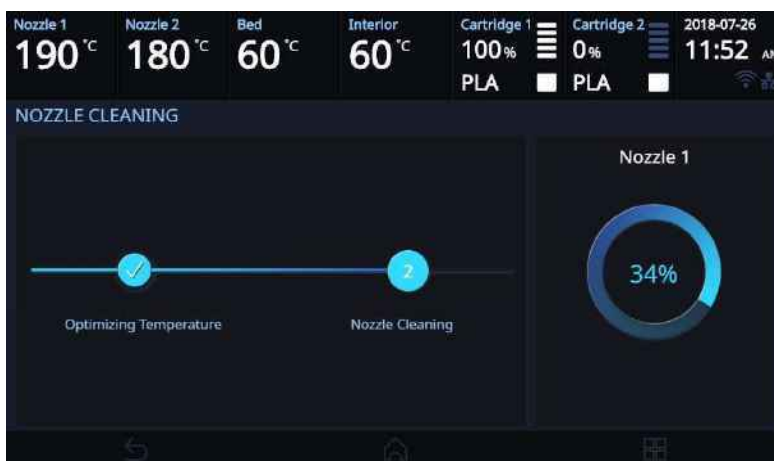 Nozzle 1
190 °C
Nozzle 2
180 °C
Bed
60 °C
Interior
60 °C
Cartridge 1
100 %
PLA
Cartridge 2
0 %
PLA
2018-07-26
11:52 AM
NOZZLE CLEANING
2
Optimizing Temperature
Nozzle Cleaning
Nozzle 1
34%